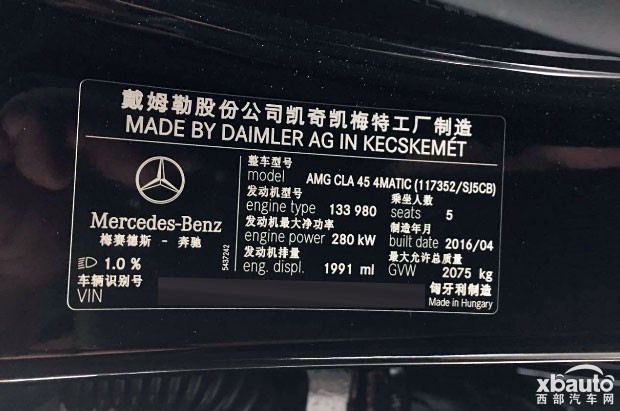 戴姆勒股份公司凯奇凯梅特工厂制造
MADE BY DAIMLER AG IN KECSKEMÉT
Mercedes-Benz
梅赛德斯 - 奔驰
1.0 %
车辆识别号
VIN
5437242
整车型号
model AMG CLA 45 4MATIC (117352/SJ5CB)
发动机型号 乘坐人数
engine type 133 980 seats 5
发动机最大净功率 制造年月
engine power 280 kW built date 2016/04
发动机排量 最大允许总质量
eng. displ. 1991 ml GVW 2075 kg
匈牙利制造
Made in Hungary
xbauto
西部汽车网